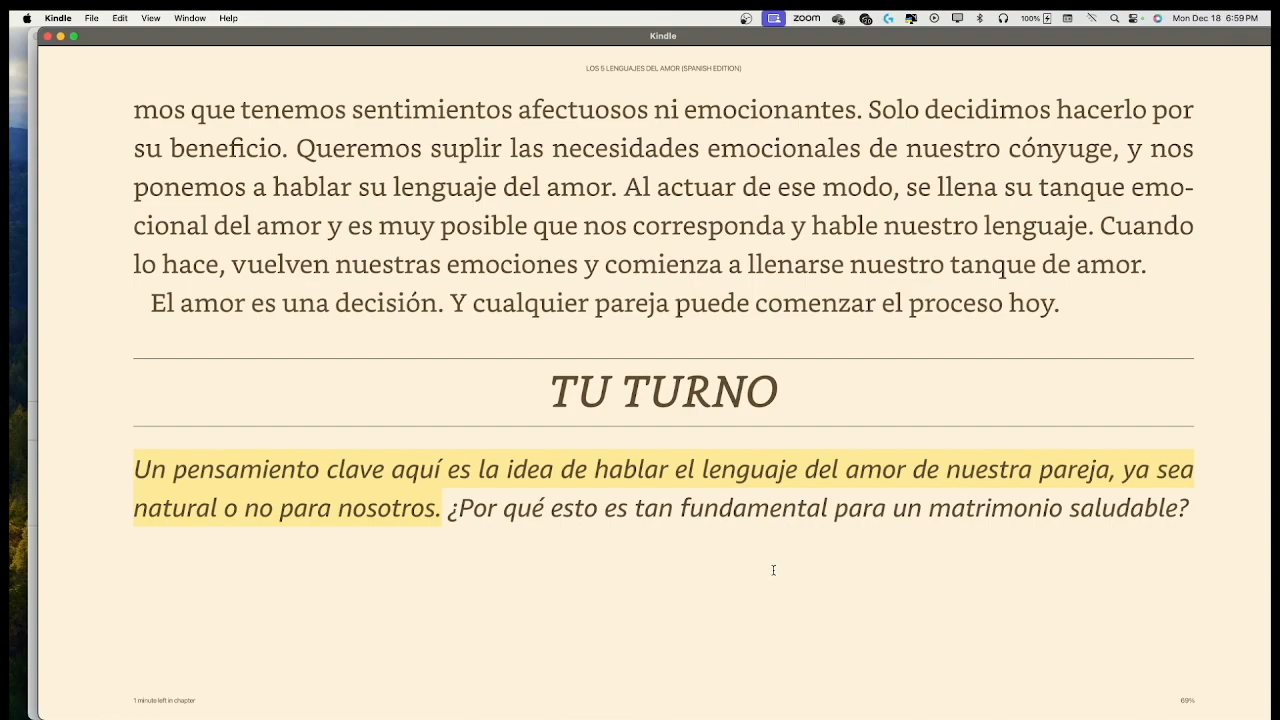 Kindle File Edit View Window Help zoom 100% Mon Dec 18 6:59 PM
Kindle
LOS 5 LENGUAJES DEL AMOR (SPANISH EDITION)
mos que tenemos sentimientos afectuosos ni emocionantes. Solo decidimos hacerlo por
su beneficio. Queremos suplir las necesidades emocionales de nuestro cónyuge, y nos
ponemos a hablar su lenguaje del amor. Al actuar de ese modo, se llena su tanque emo-
cional del amor y es muy posible que nos corresponda y hable nuestro lenguaje. Cuando
lo hace, vuelven nuestras emociones y comienza a llenarse nuestro tanque de amor.
El amor es una decisión. Y cualquier pareja puede comenzar el proceso hoy.
TU TURNO
Un pensamiento clave aquí es la idea de hablar el lenguaje del amor de nuestra pareja, ya sea
natural o no para nosotros. ¿Por qué esto es tan fundamental para un matrimonio saludable?
1 minute left in chapter 69%